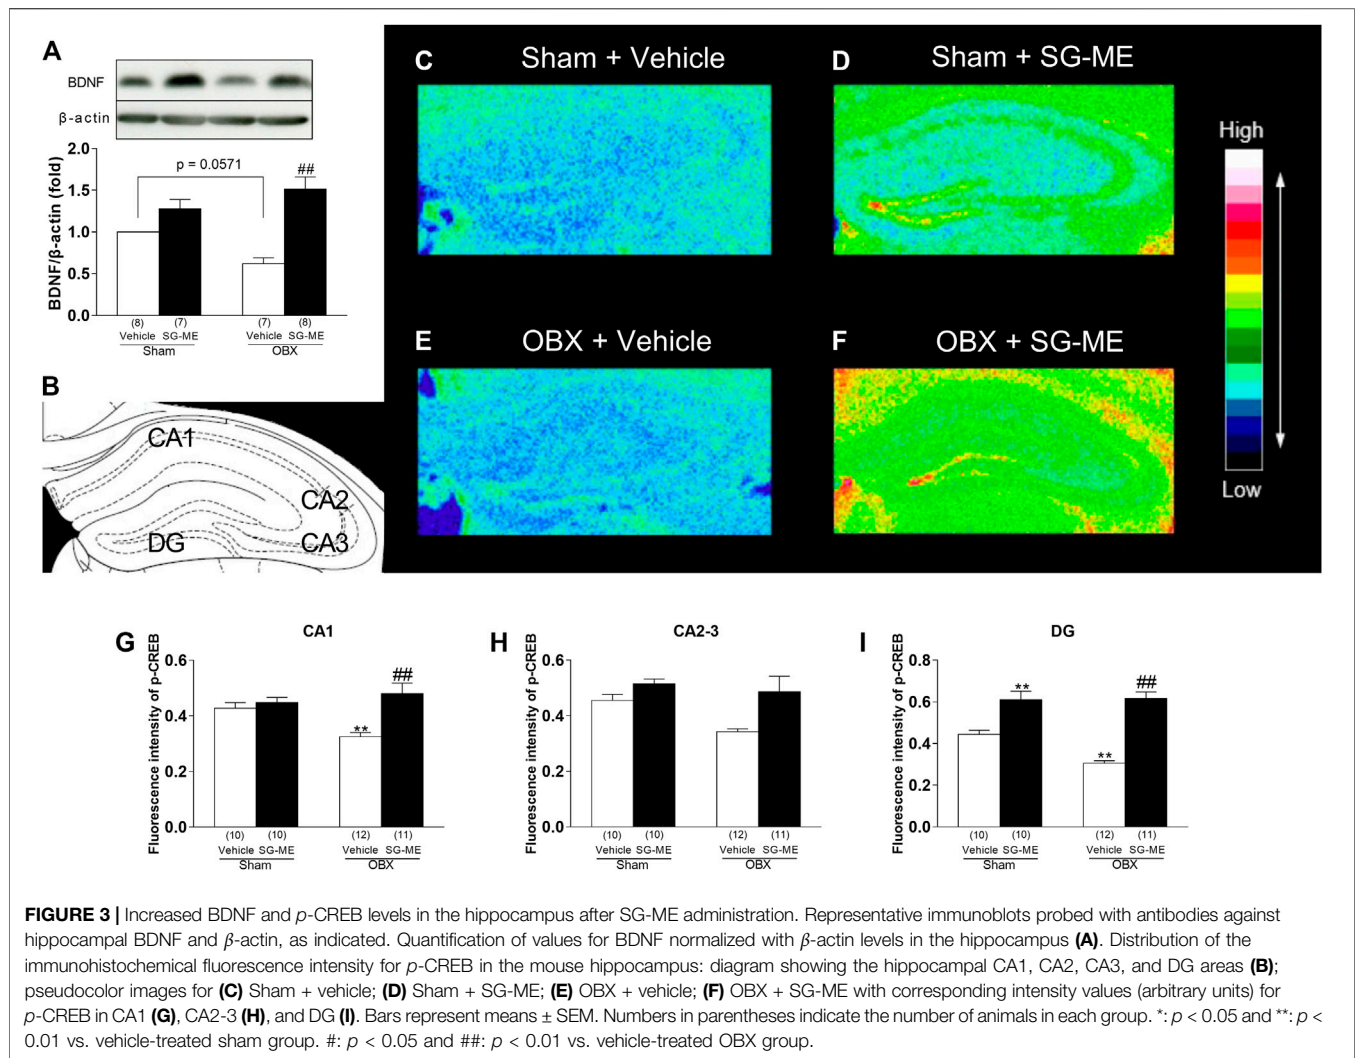 A
BDNF
β-actin
BDNF/β-actin (fold)
2.0
1.5
1.0
0.5
0.0
p = 0.0571
##
(8) (7) (7) (8)
Vehicle SG-ME Vehicle SG-ME
Sham OBX
B
CA1
CA2
CA3
DG
C Sham + Vehicle
D Sham + SG-ME
E OBX + Vehicle
F OBX + SG-ME
High
Low
G CA1
Fluorescence intensity of p-CREB
0.6
0.4
0.2
0.0
**
##
(10) (10) (12) (11)
Vehicle SG-ME Vehicle SG-ME
Sham OBX
H CA2-3
Fluorescence intensity of p-CREB
0.6
0.4
0.2
0.0
(10) (10) (12) (11)
Vehicle SG-ME Vehicle SG-ME
Sham OBX
I DG
Fluorescence intensity of p-CREB
0.8
0.6
0.4
0.2
0.0
**
**
##
(10) (10) (12) (11)
Vehicle SG-ME Vehicle SG-ME
Sham OBX
FIGURE 3 | Increased BDNF and p-CREB levels in the hippocampus after SG-ME administration. Representative immunoblots probed with antibodies against
hippocampal BDNF and β-actin, as indicated. Quantification of values for BDNF normalized with β-actin levels in the hippocampus (A). Distribution of the
immunohistochemical fluorescence intensity for p-CREB in the mouse hippocampus: diagram showing the hippocampal CA1, CA2, CA3, and DG areas (B);
pseudocolor images for (C) Sham + vehicle; (D) Sham + SG-ME; (E) OBX + vehicle; (F) OBX + SG-ME with corresponding intensity values (arbitrary units) for
p-CREB in CA1 (G), CA2-3 (H), and DG (I). Bars represent means ± SEM. Numbers in parentheses indicate the number of animals in each group. *: p < 0.05 and **: p <
0.01 vs. vehicle-treated sham group. #: p < 0.05 and ##: p < 0.01 vs. vehicle-treated OBX group.